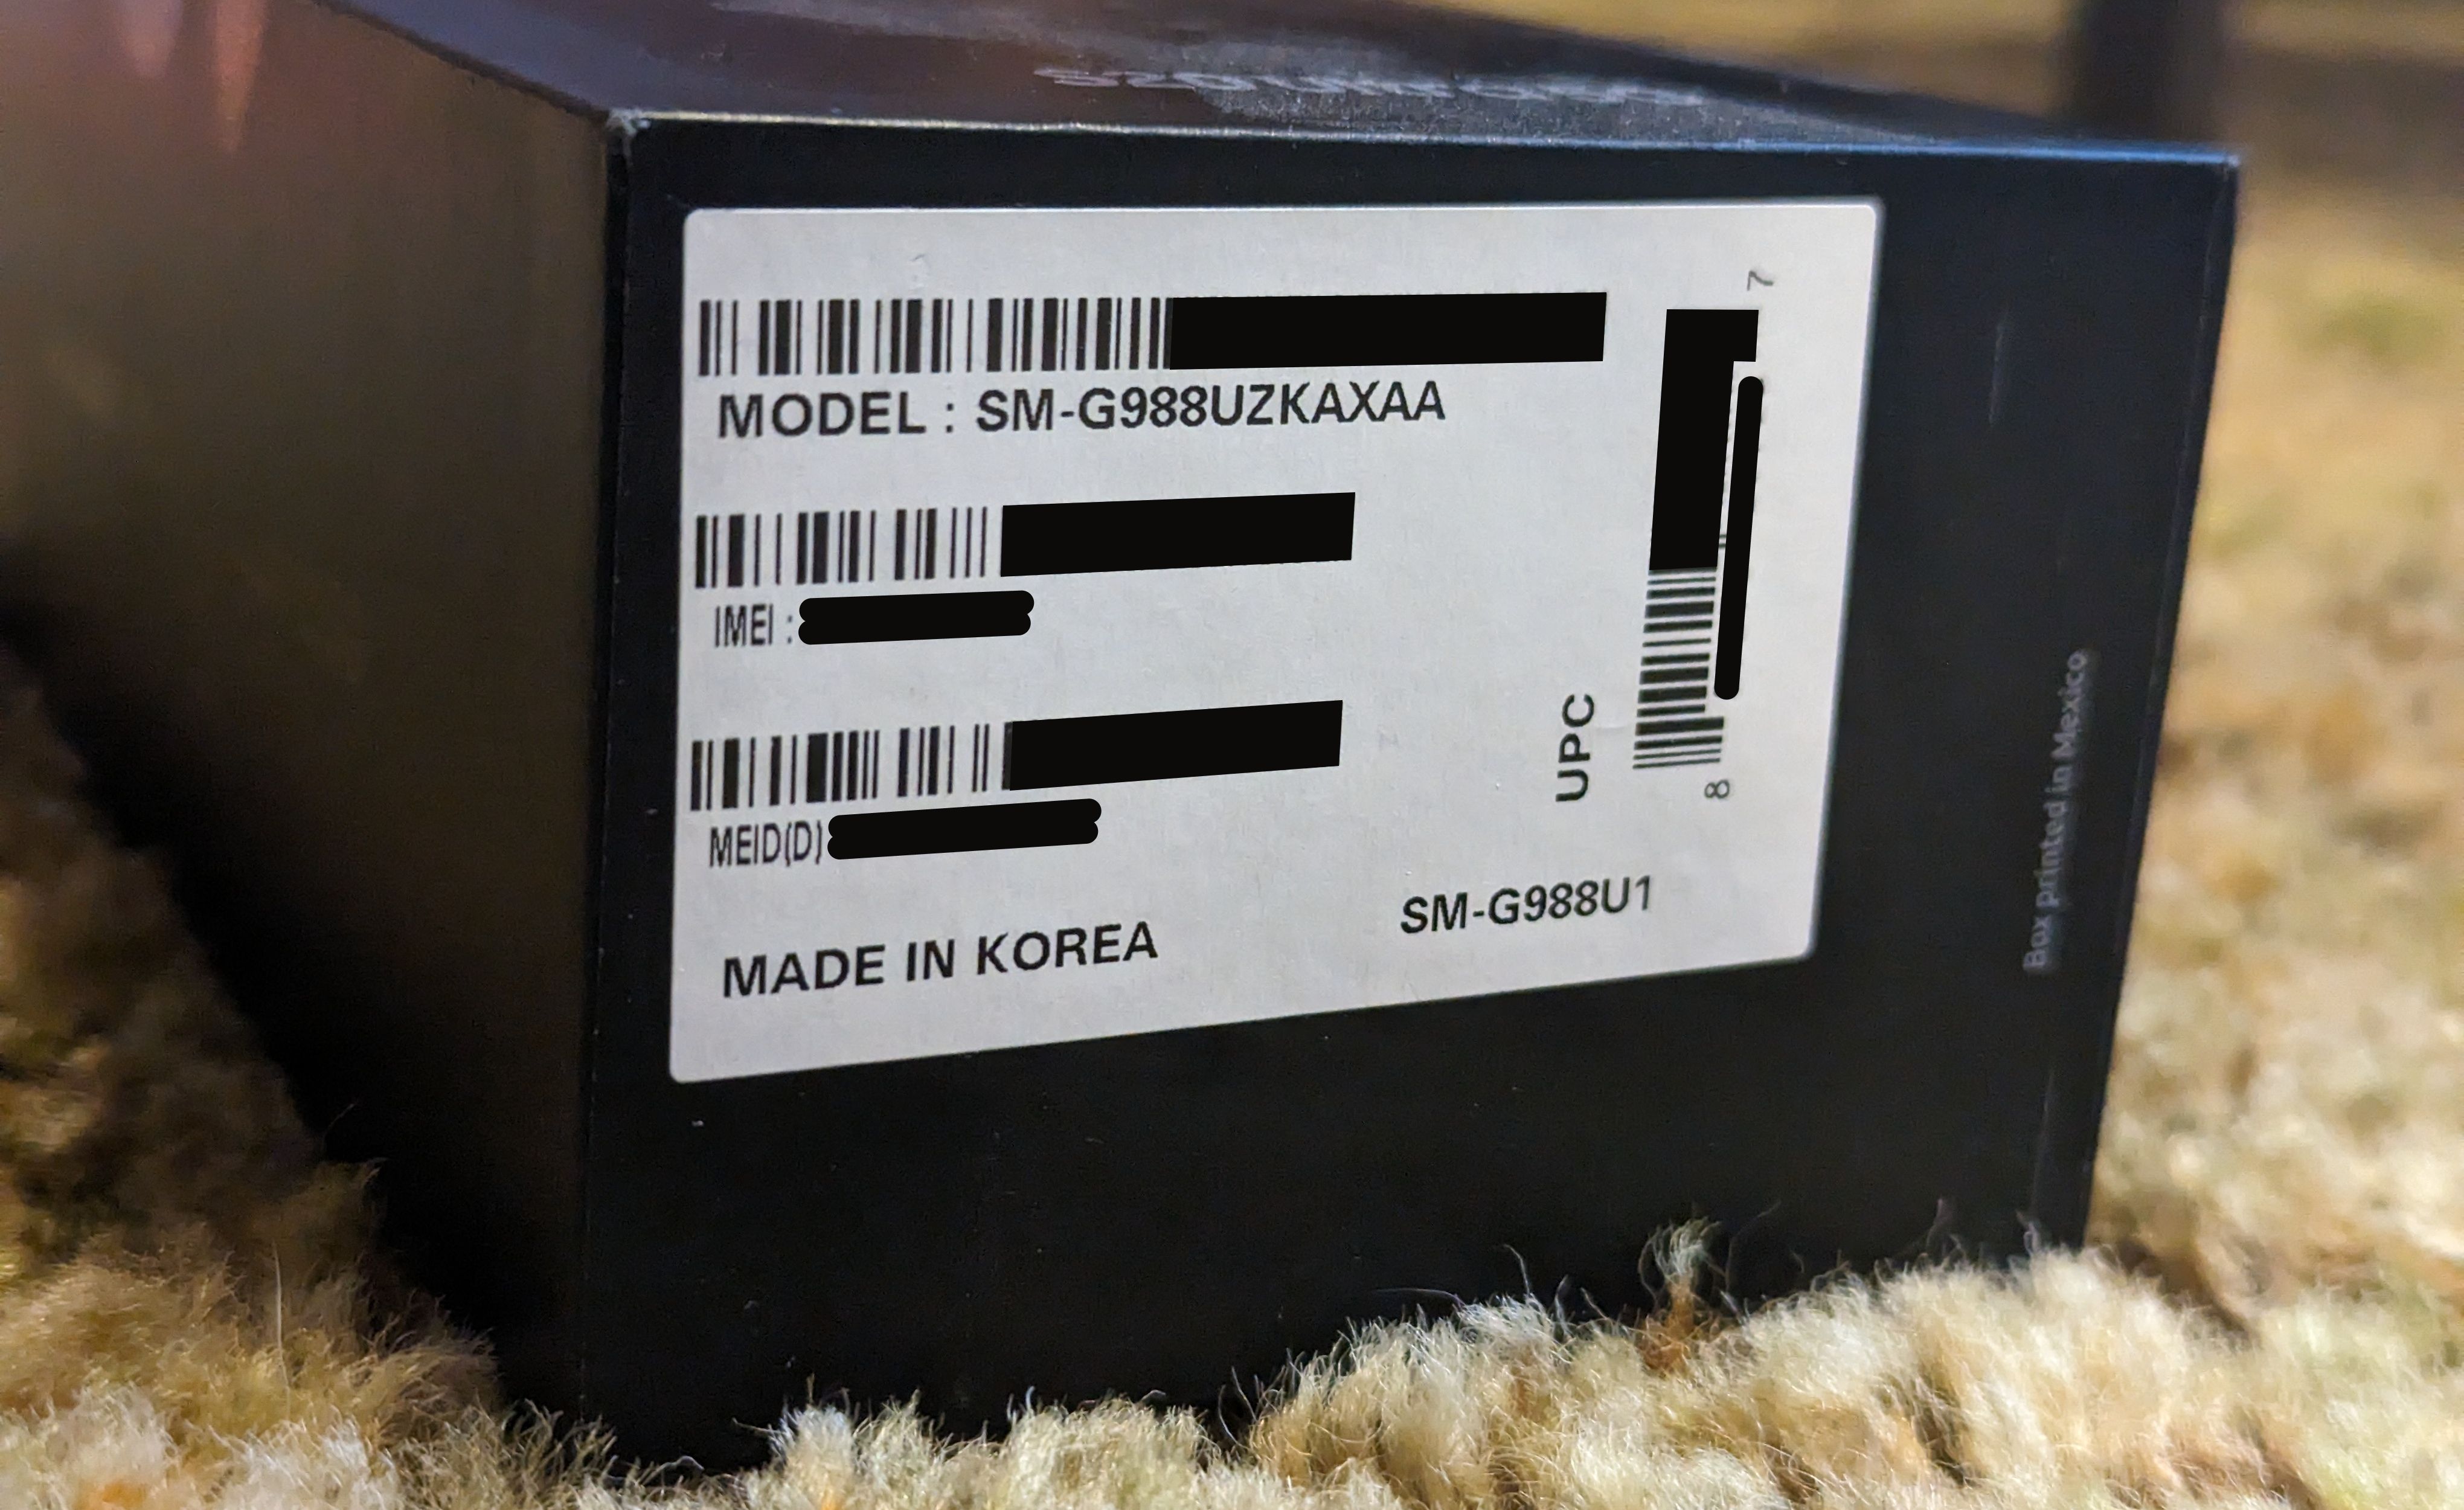 MODEL : SM-G988UZKAXAA
IMEI :
MEID(D)
UPC
8
7
MADE IN KOREA
SM-G988U1
Box printed in Mexico